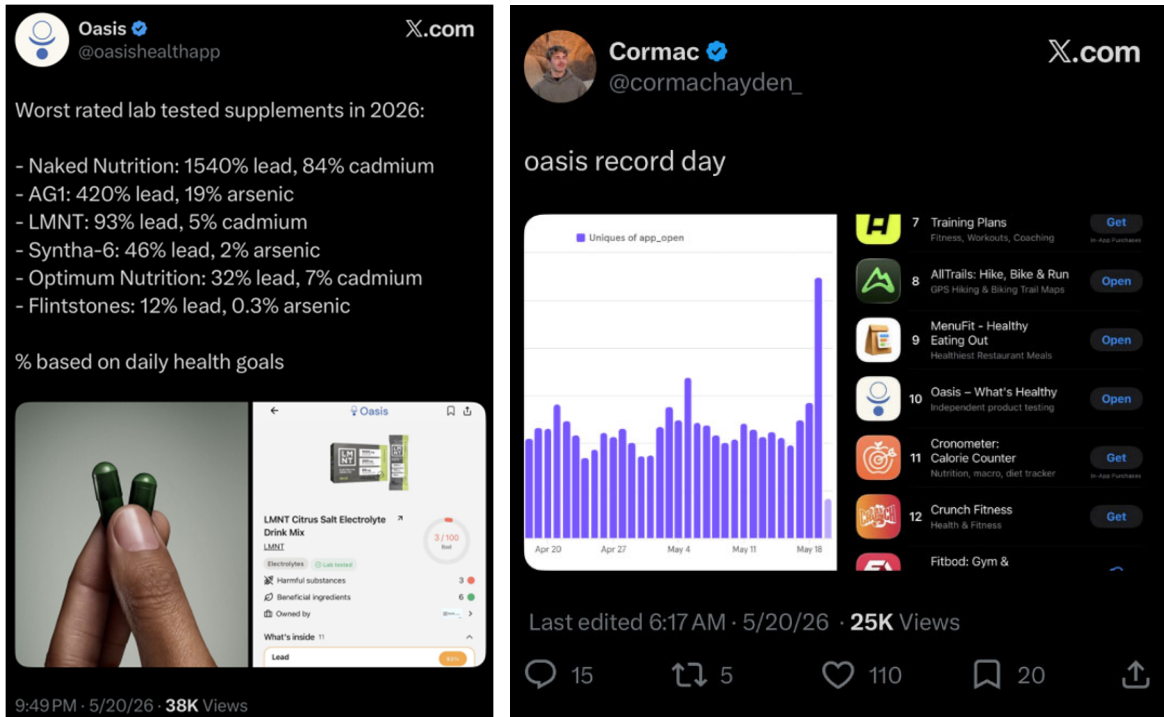 Oasis
X.com
@oasishealthapp
Worst rated lab tested supplements in 2026:
- Naked Nutrition: 1540% lead, 84% cadmium
- AG1: 420% lead, 19% arsenic
- LMNT: 93% lead, 5% cadmium
- Syntha-6: 46% lead, 2% arsenic
- Optimum Nutrition: 32% lead, 7% cadmium
- Flintstones: 12% lead, 0.3% arsenic
% based on daily health goals
Oasis
LMNT
LMNT Citrus Salt Electrolyte
Drink Mix
LMNT
3 / 100
Bad
Electrolytes
Lab tested
Harmful substances 3
Beneficial ingredients 6
Owned by
What's inside 11
Lead 93%
9:49 PM · 5/20/26 · 38K Views
Cormac
X.com
@cormachayden_
oasis record day
Uniques of app_open
Apr 20
Apr 27
May 4
May 11
May 18
7
Training Plans
Fitness, Workouts, Coaching
Get
In-App Purchases
8
AllTrails: Hike, Bike & Run
GPS Hiking & Biking Trail Maps
Open
9
MenuFit - Healthy
Eating Out
Healthiest Restaurant Meals
Open
10
Oasis – What's Healthy
Independent product testing
Open
11
Cronometer:
Calorie Counter
Nutrition, macro, diet tracker
Get
In-App Purchases
12
CRUNCH
Crunch Fitness
Health & Fitness
Get
Fitbod: Gym &
Last edited 6:17 AM · 5/20/26 · 25K Views
15
5
110
20